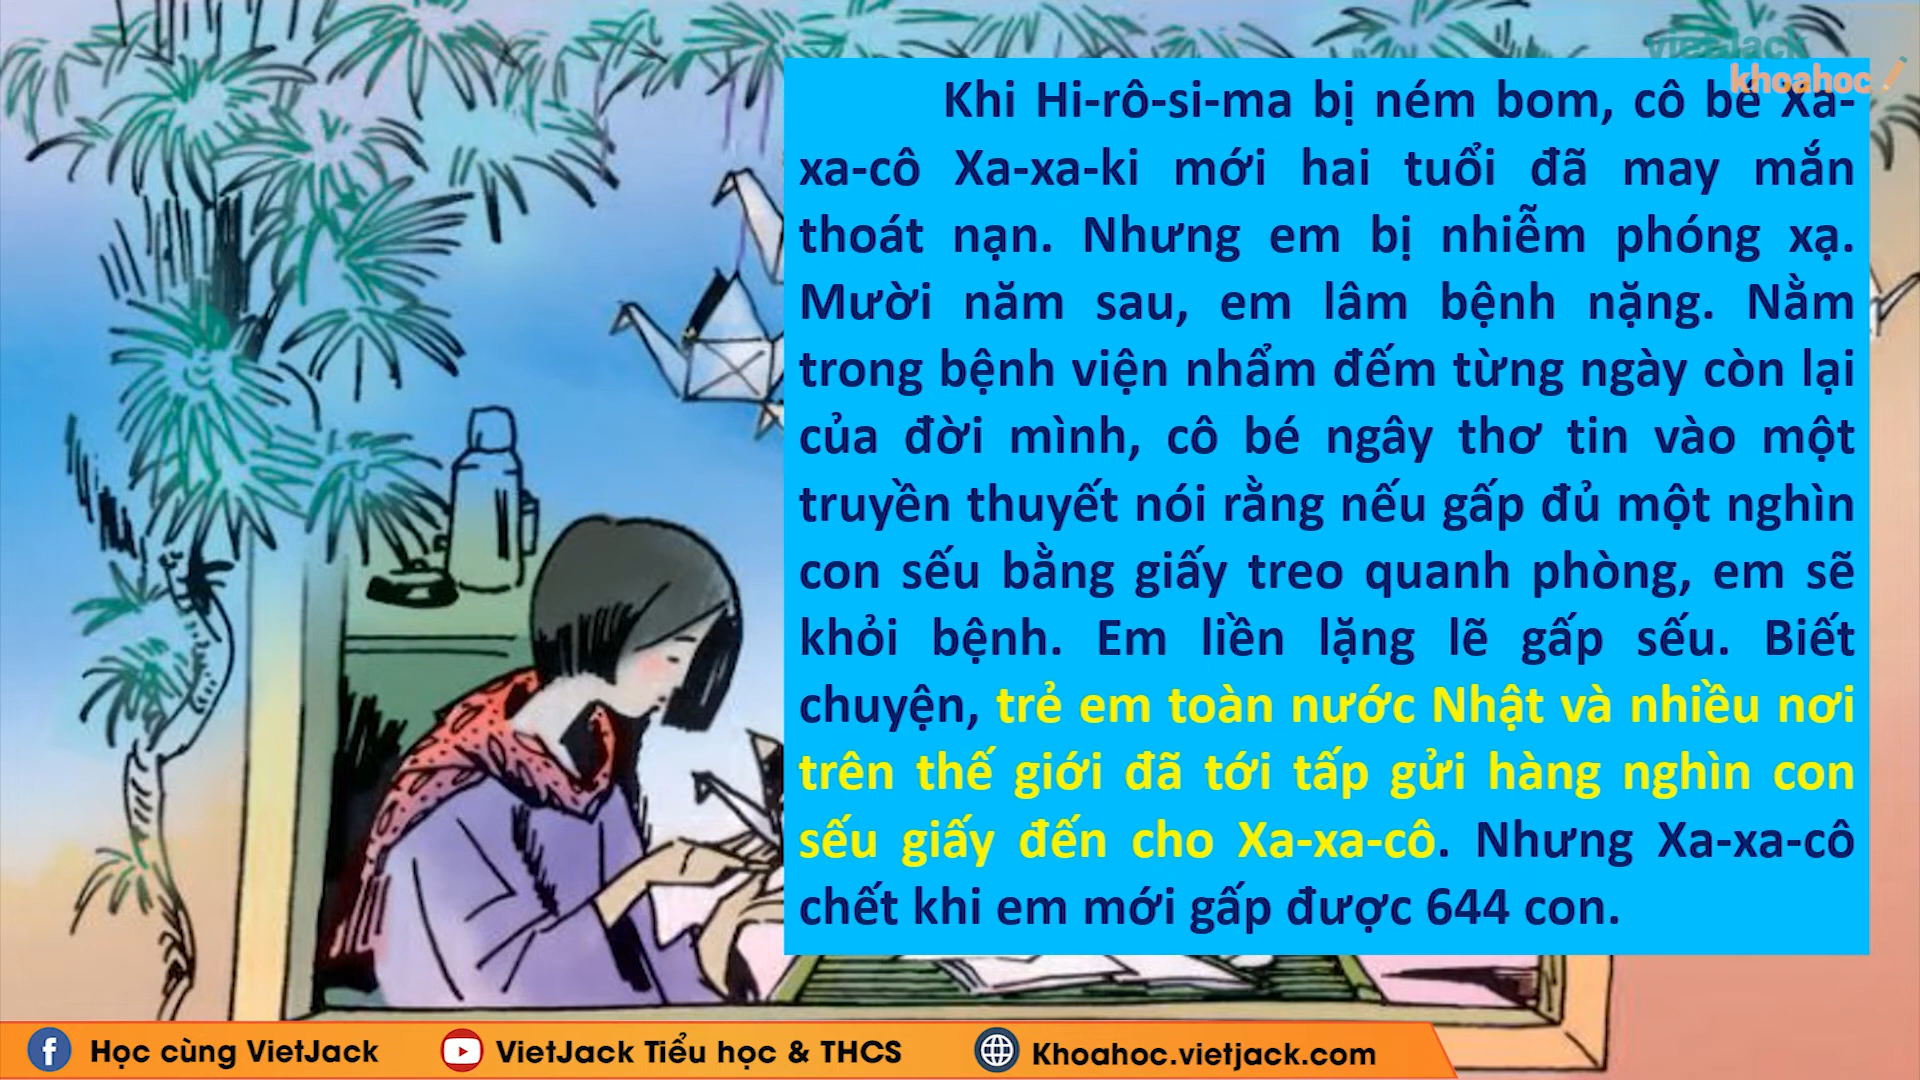 vietJack
khoahoc
Khi Hi-rô-si-ma bị ném bom, cô bé Xa-
xa-cô Xa-xa-ki mới hai tuổi đã may mắn
thoát nạn. Nhưng em bị nhiễm phóng xạ.
Mười năm sau, em lâm bệnh nặng. Nằm
trong bệnh viện nhẩm đếm từng ngày còn lại
của đời mình, cô bé ngây thơ tin vào một
truyền thuyết nói rằng nếu gấp đủ một nghìn
con sếu bằng giấy treo quanh phòng, em sẽ
khỏi bệnh. Em liền lặng lẽ gấp sếu. Biết
chuyện, trẻ em toàn nước Nhật và nhiều nơi
trên thế giới đã tới tấp gửi hàng nghìn con
sếu giấy đến cho Xa-xa-cô. Nhưng Xa-xa-cô
chết khi em mới gấp được 644 con.
Học cùng VietJack
VietJack Tiểu học & THCS
Khoahoc.vietjack.com